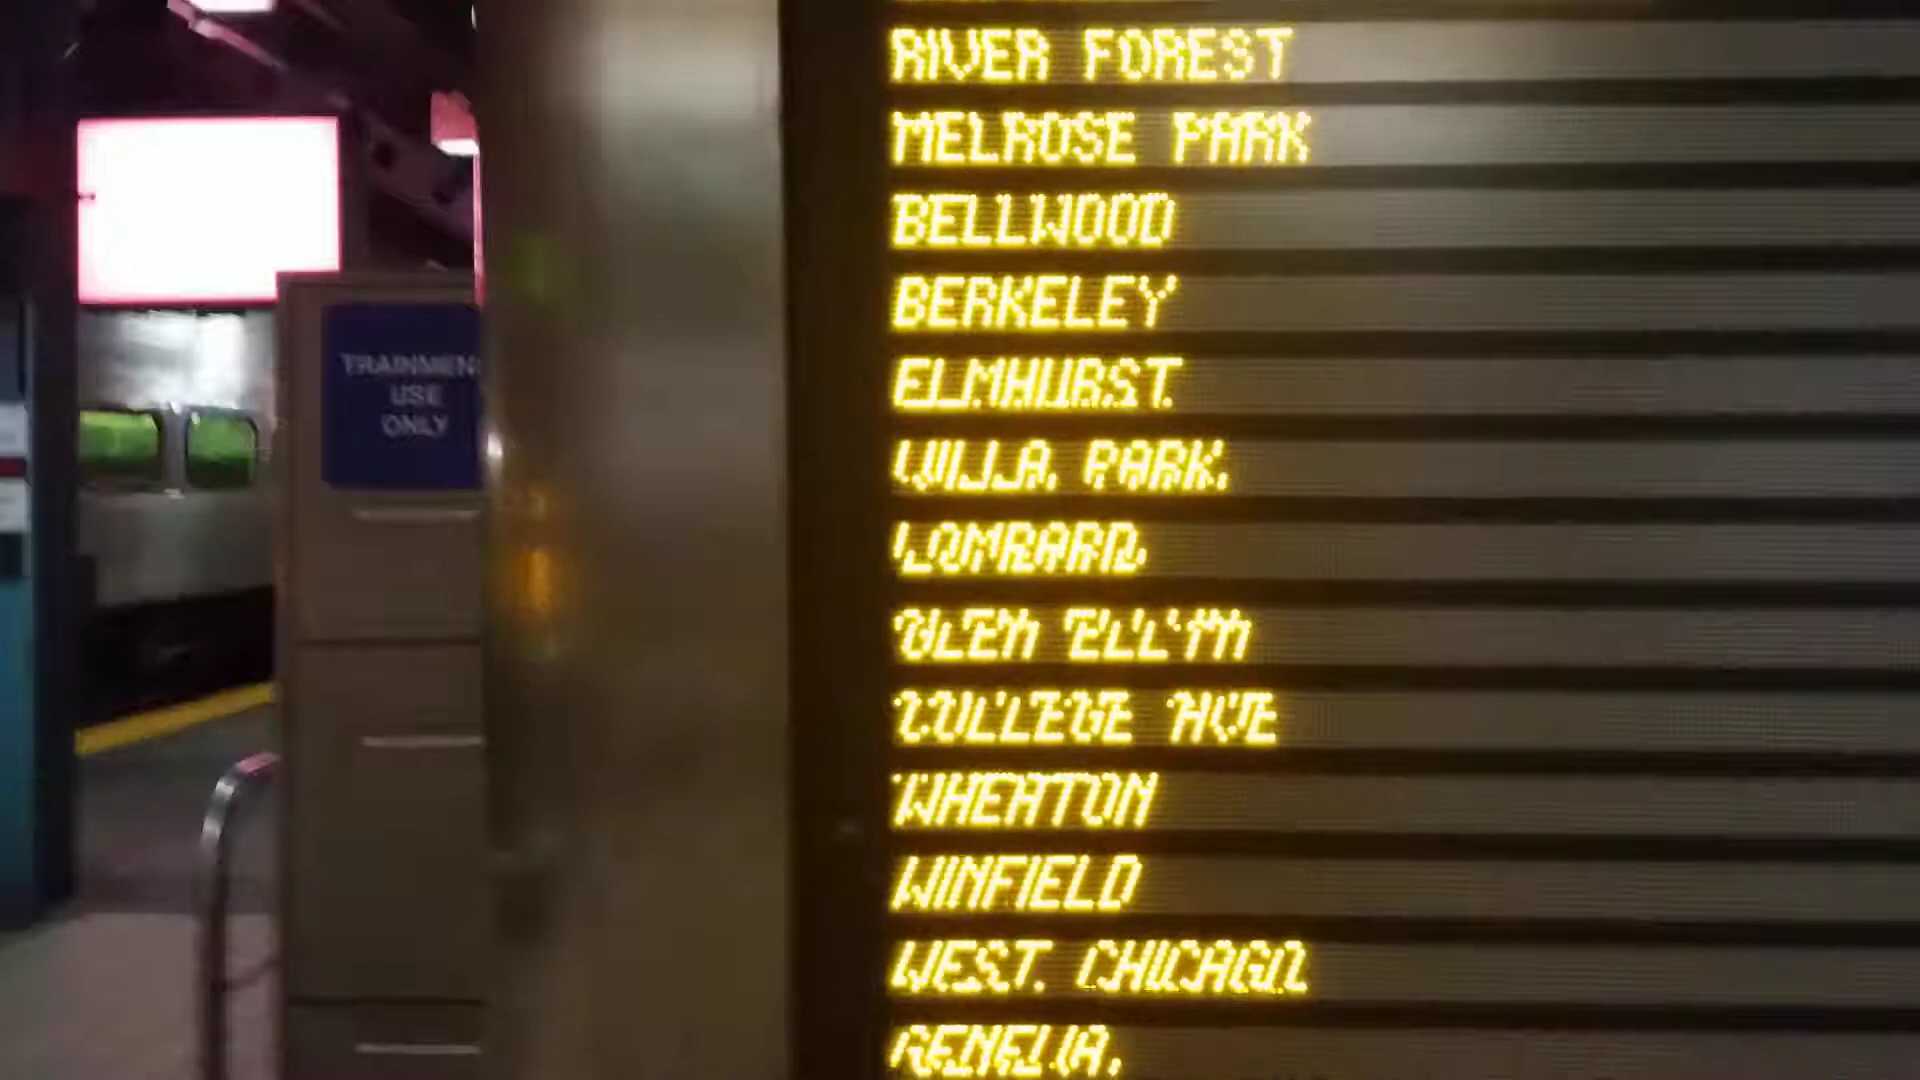 TRAINMEN
USE
ONLY
RIVER FOREST
MELROSE PARK
BELLWOOD
BERKELEY
ELMHURST
VILLA PARK
LOMBARD
GLEN ELLYN
COLLEGE AVE
WHEATON
WINFIELD
WEST CHICAGO
GENEVA